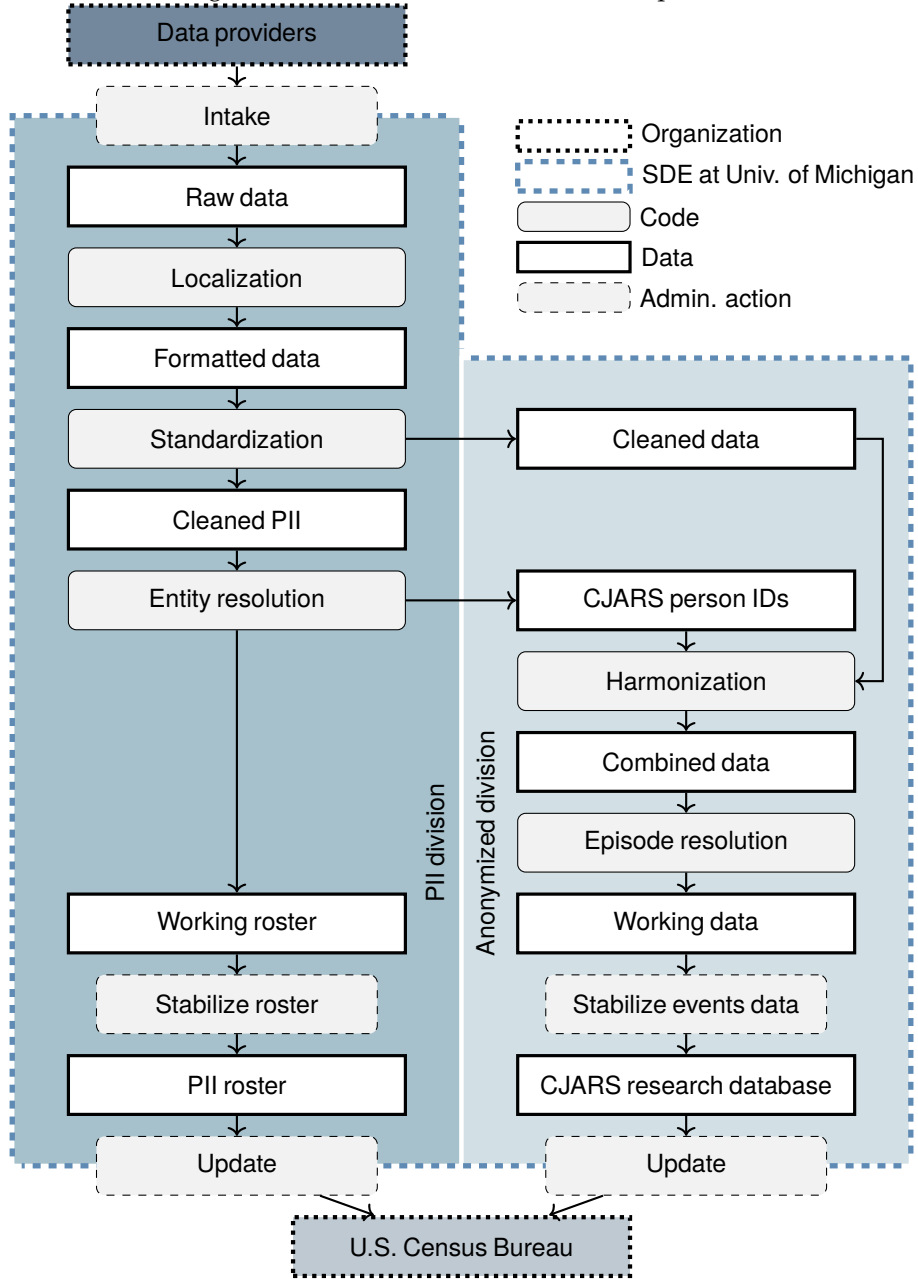 Data providers
Intake
Raw data
Localization
Formatted data
Standardization
Cleaned PII
Entity resolution
Working roster
Stabilize roster
PII roster
Update
PII division
Organization
SDE at Univ. of Michigan
Code
Data
Admin. action
Cleaned data
CJARS person IDs
Harmonization
Combined data
Episode resolution
Working data
Stabilize events data
CJARS research database
Update
Anonymized division
U.S. Census Bureau